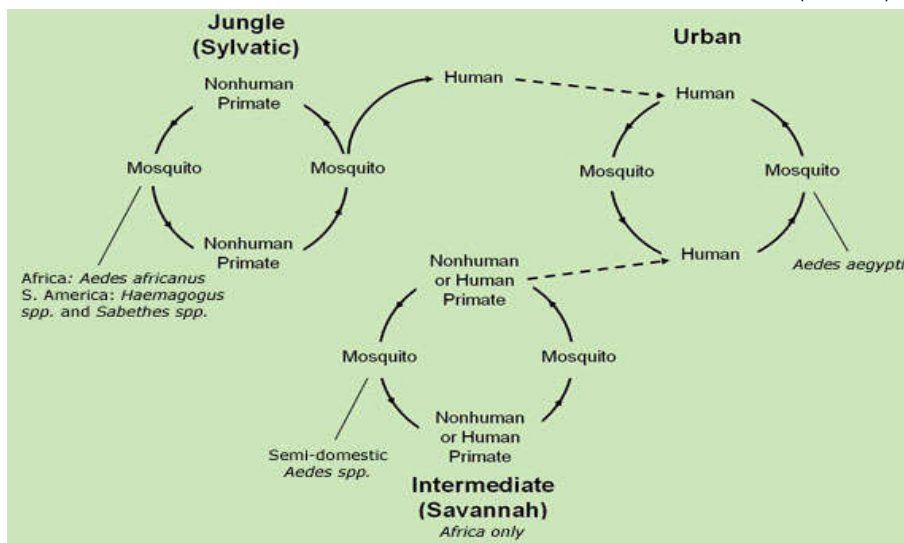 Jungle
(Sylvatic)
Nonhuman
Primate
Mosquito
Mosquito
Nonhuman
Primate
Africa: Aedes africanus
S. America: Haemagogus
spp. and Sabethes spp.
Human
Urban
Human
Mosquito
Mosquito
Human
Aedes aegypti
Nonhuman
or Human
Primate
Mosquito
Mosquito
Nonhuman
or Human
Primate
Semi-domestic
Aedes spp.
Intermediate
(Savannah)
Africa only